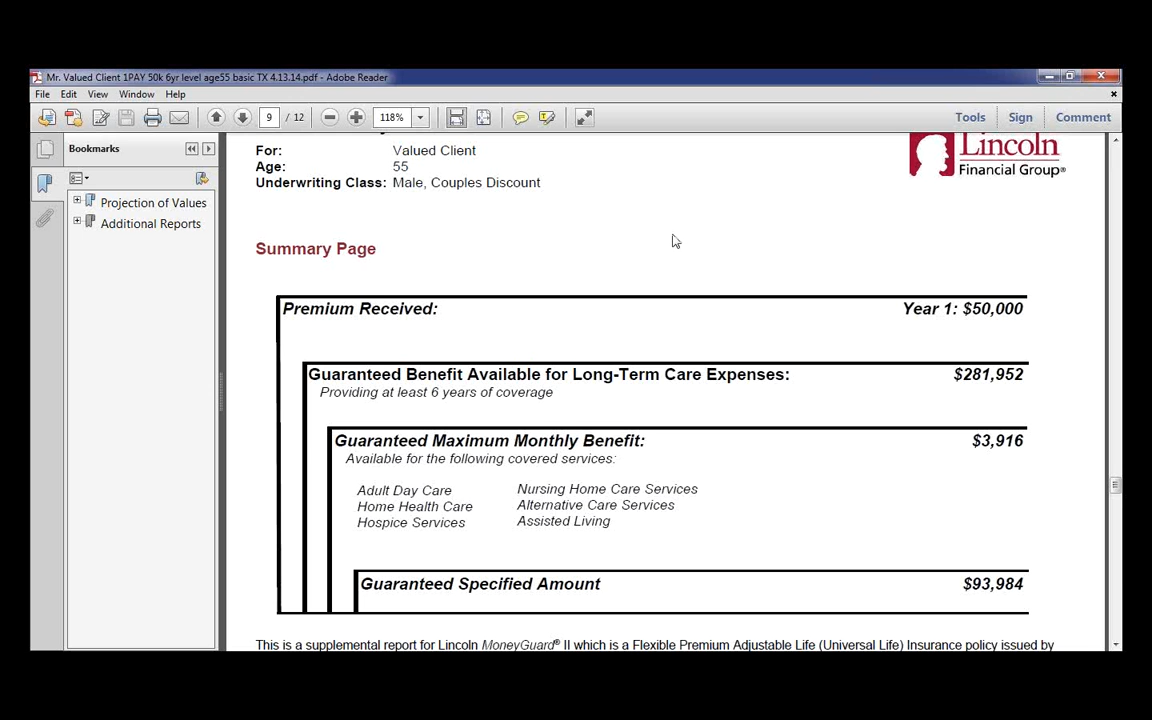 Mr. Valued Client 1PAY 50k 6yr level age55 basic TX 4.13.14.pdf - Adobe Reader
File Edit View Window Help
9 / 12 118% Tools Sign Comment
Bookmarks
Projection of Values
Additional Reports
For: Valued Client
Age: 55
Underwriting Class: Male, Couples Discount
Lincoln
Financial Group®
Summary Page
Premium Received: Year 1: $50,000
Guaranteed Benefit Available for Long-Term Care Expenses: $281,952
Providing at least 6 years of coverage
Guaranteed Maximum Monthly Benefit: $3,916
Available for the following covered services:
Adult Day Care Nursing Home Care Services
Home Health Care Alternative Care Services
Hospice Services Assisted Living
Guaranteed Specified Amount $93,984
This is a supplemental report for Lincoln MoneyGuard® II which is a Flexible Premium Adjustable Life (Universal Life) Insurance policy issued by